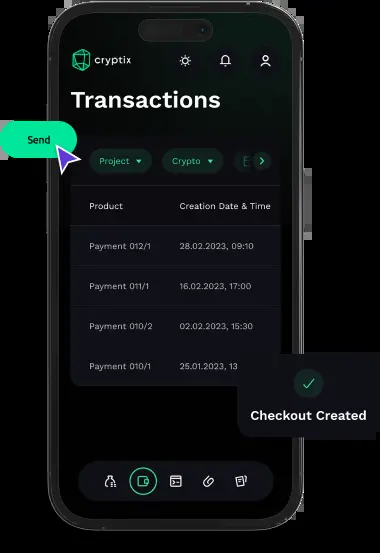 cryptix
Transactions
Send
Project
Crypto
Product Creation Date & Time
Payment 012/1 28.02.2023, 09:10
Payment 011/1 16.02.2023, 17:00
Payment 010/2 02.02.2023, 15:30
Payment 010/1 25.01.2023, 13
Checkout Created